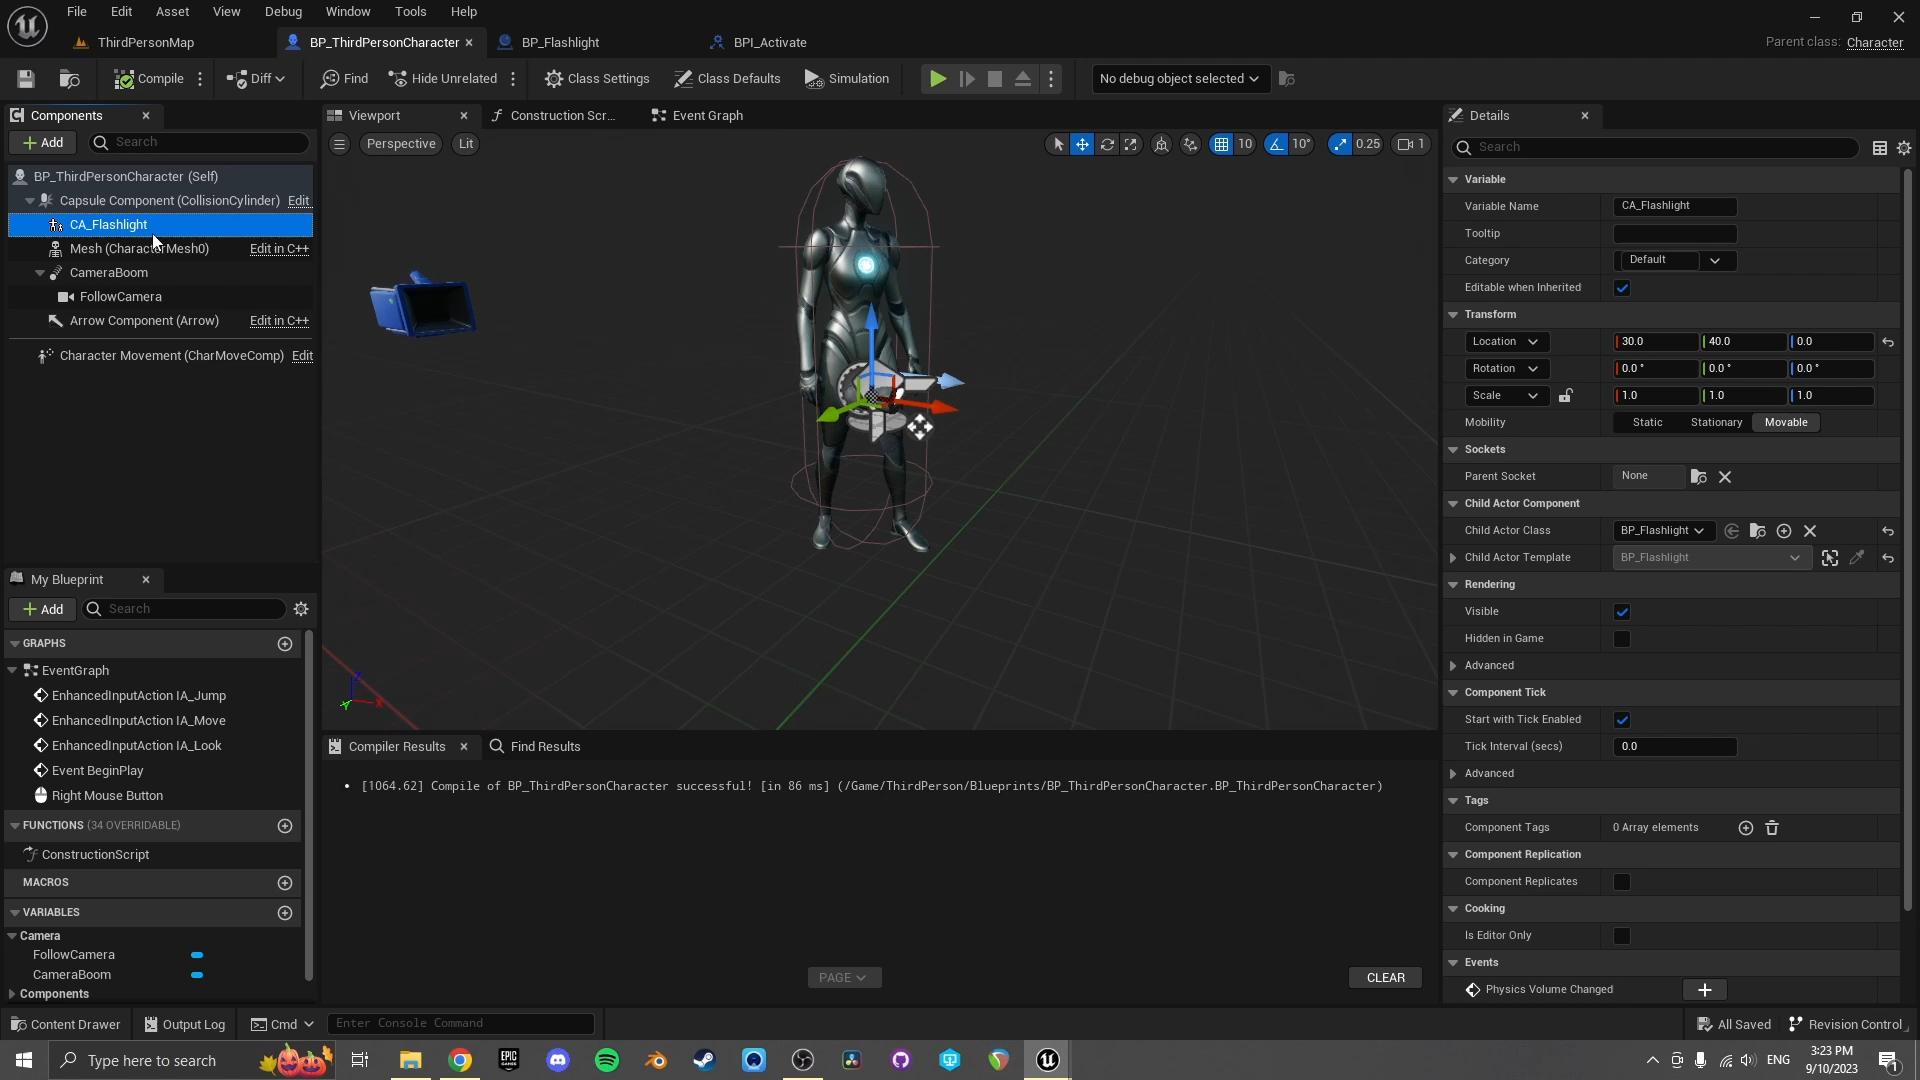 File Edit Asset View Debug Window Tools Help
ThirdPersonMap BP_ThirdPersonCharacter BP_Flashlight BPI_Activate Parent class: Character
Compile Diff Find Hide Unrelated Class Settings Class Defaults Simulation No debug object selected
Components
Add Search
BP_ThirdPersonCharacter (Self)
Capsule Component (CollisionCylinder) Edit
CA_Flashlight
Mesh (CharacterMesh0) Edit in C++
CameraBoom
FollowCamera
Arrow Component (Arrow) Edit in C++
Character Movement (CharMoveComp) Edit
My Blueprint
Add Search
GRAPHS
EventGraph
EnhancedInputAction IA_Jump
EnhancedInputAction IA_Move
EnhancedInputAction IA_Look
Event BeginPlay
Right Mouse Button
FUNCTIONS (34 OVERRIDABLE)
ConstructionScript
MACROS
VARIABLES
Camera
FollowCamera
CameraBoom
Components
Viewport Construction Scr... Event Graph
Perspective Lit 10 10° 0.25 1
Z X Y
Compiler Results Find Results
[1064.62] Compile of BP_ThirdPersonCharacter successful! [in 86 ms] (/Game/ThirdPerson/Blueprints/BP_ThirdPersonCharacter.BP_ThirdPersonCharacter)
PAGE CLEAR
Details
Search
Variable
Variable Name CA_Flashlight
Tooltip
Category Default
Editable when Inherited
Transform
Location 30.0 40.0 0.0
Rotation 0.0 ° 0.0 ° 0.0 °
Scale 1.0 1.0 1.0
Mobility Static Stationary Movable
Sockets
Parent Socket None
Child Actor Component
Child Actor Class BP_Flashlight
Child Actor Template BP_Flashlight
Rendering
Visible
Hidden in Game
Advanced
Component Tick
Start with Tick Enabled
Tick Interval (secs) 0.0
Advanced
Tags
Component Tags 0 Array elements
Component Replication
Component Replicates
Cooking
Is Editor Only
Events
Physics Volume Changed
Content Drawer Output Log Cmd Enter Console Command All Saved Revision Control
Type here to search EPIC GAMES ENG 3:23 PM
9/10/2023 1